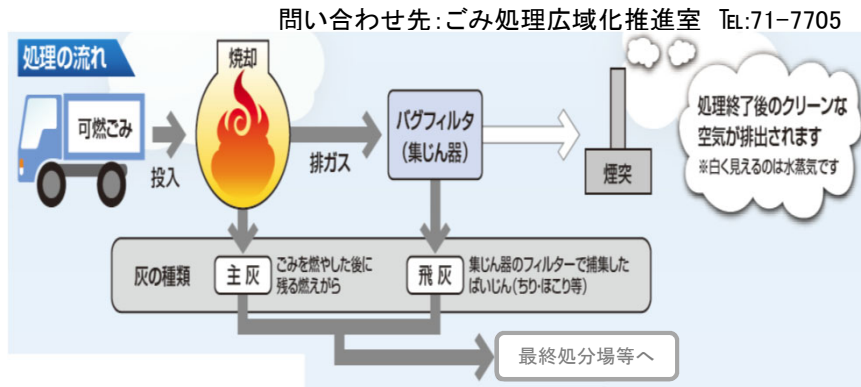 問い合わせ先：ごみ処理広域化推進室　℡:71-7705
処理の流れ
可燃ごみ
投入
焼却
排ガス
バグフィルタ
（集じん器）
煙突
処理終了後のクリーンな
空気が排出されます
※白く見えるのは水蒸気です
灰の種類
主灰
ごみを燃やした後に
残る燃えがら
飛灰
集じん器のフィルターで捕集した
ばいじん（ちり・ほこり等）
最終処分場等へ